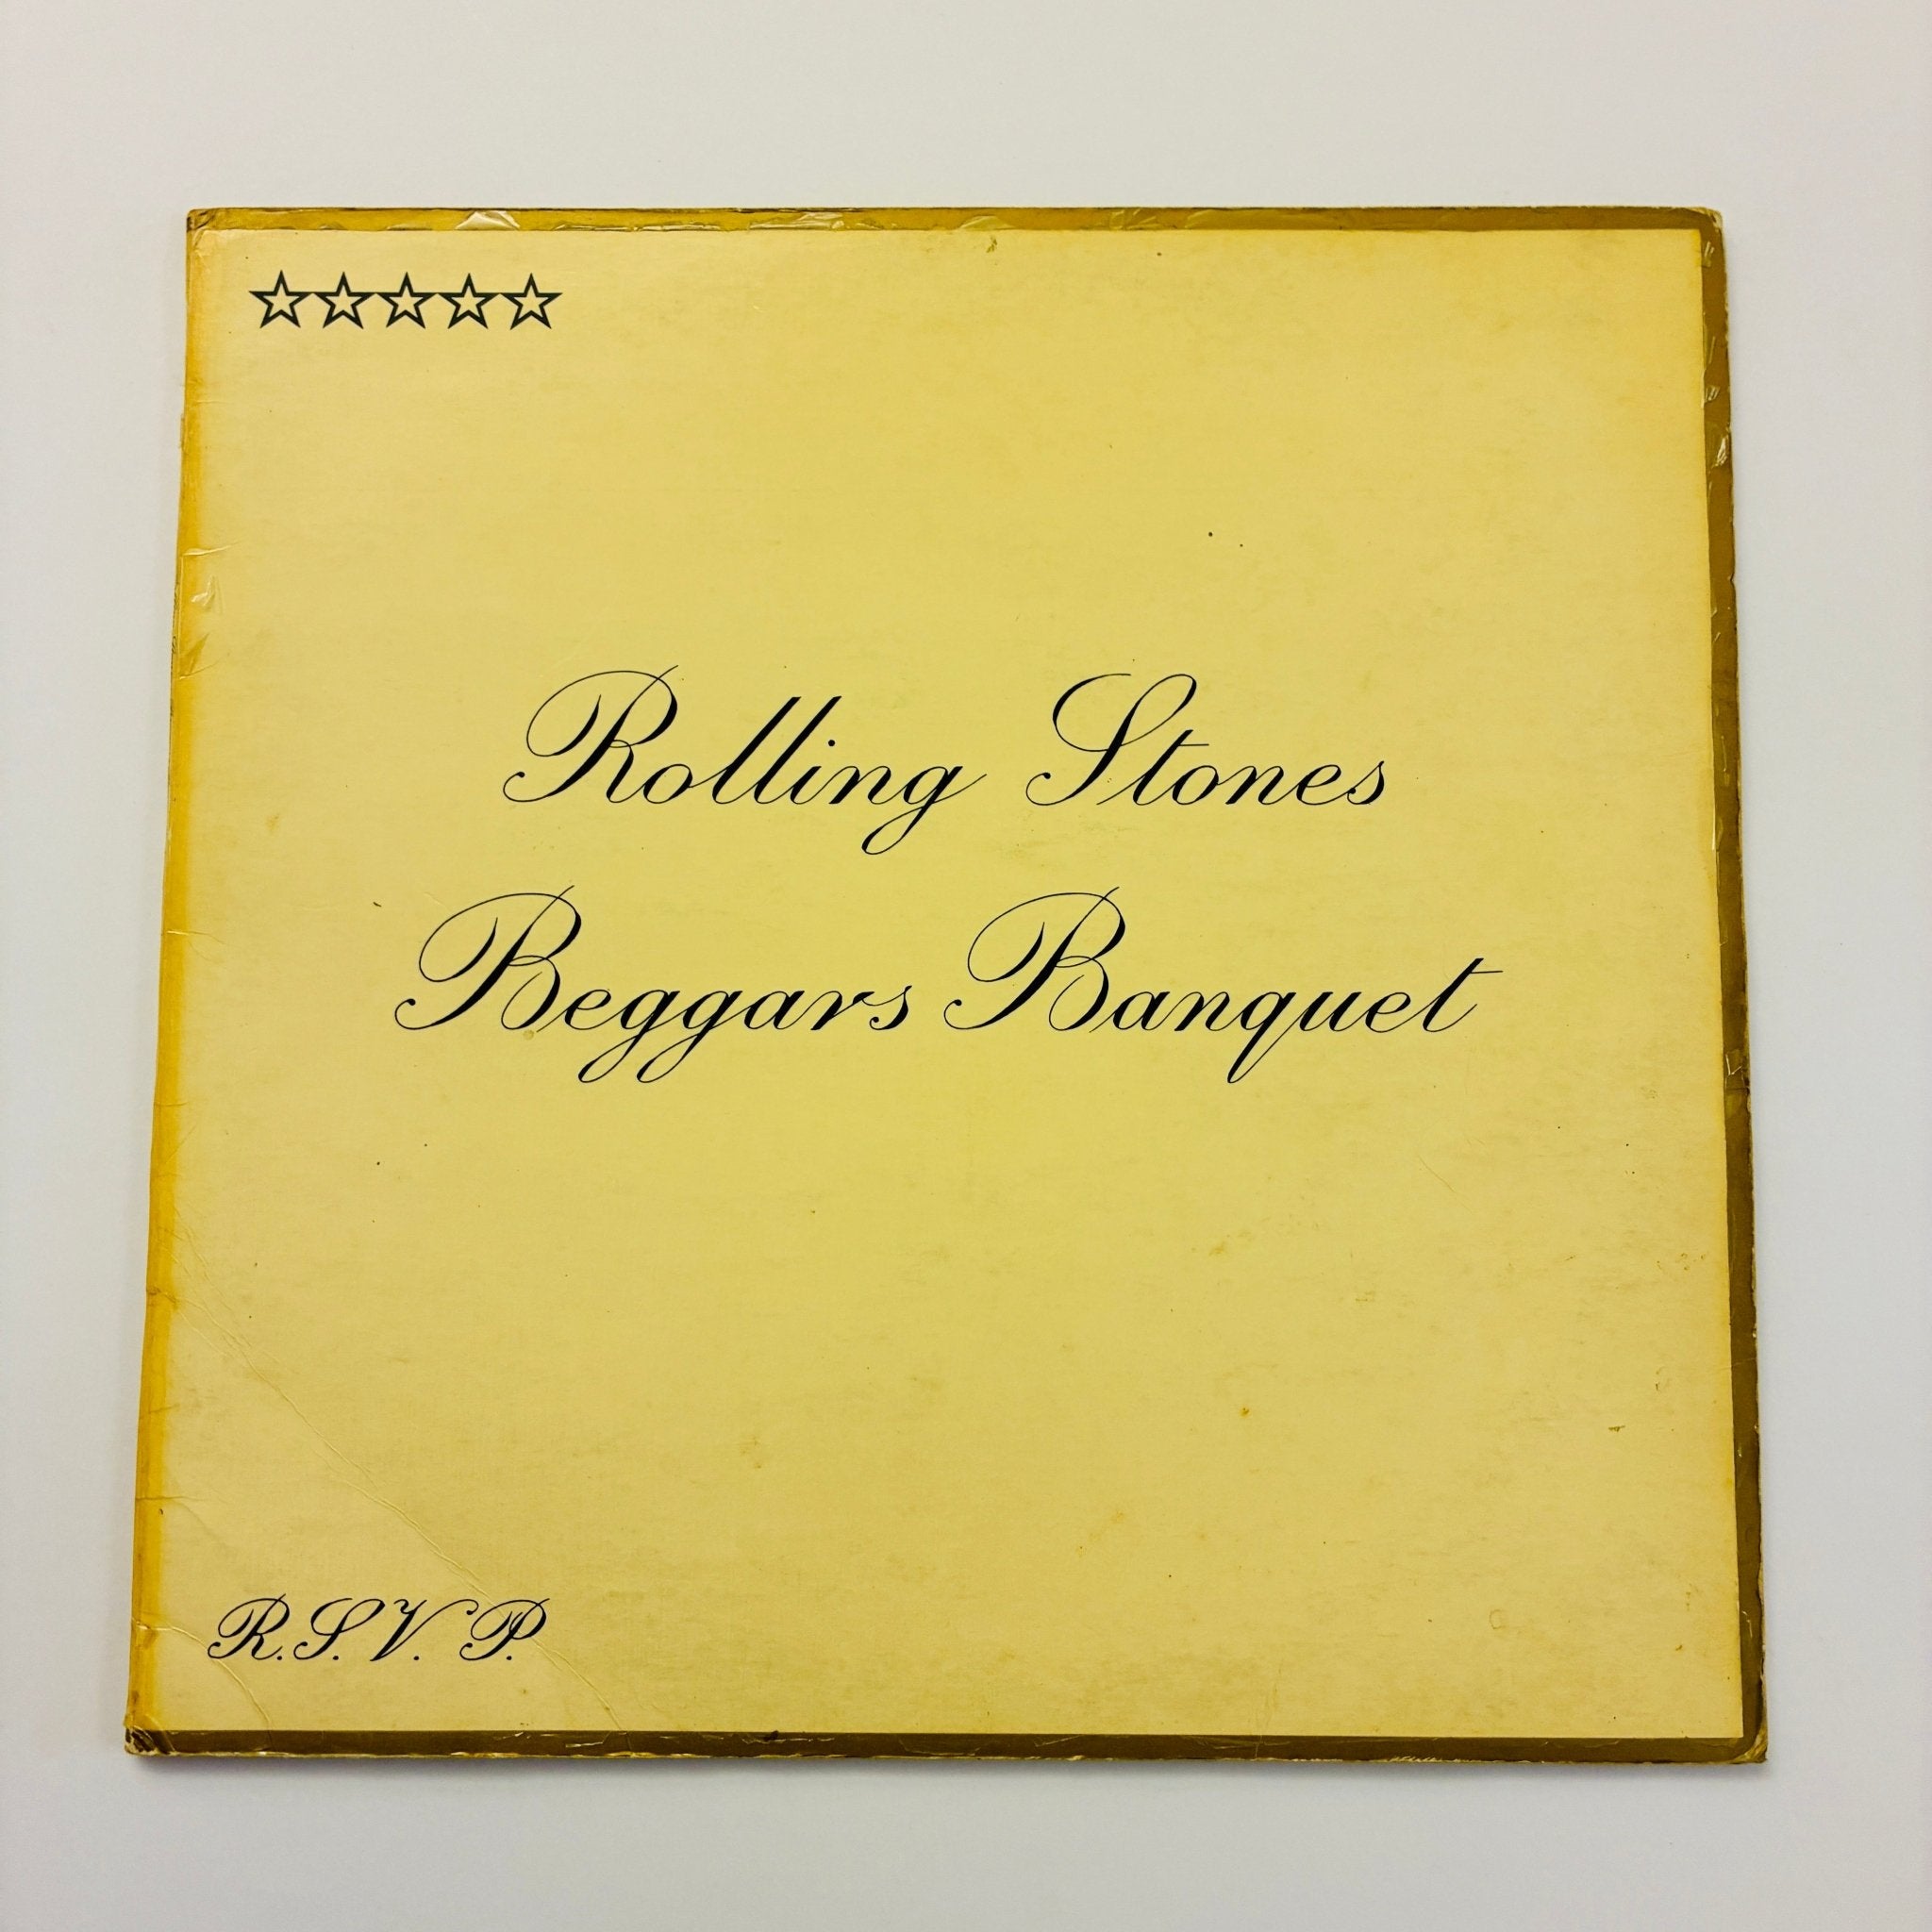 Rolling Stones
Beggars Banquet
R.S.V.P.